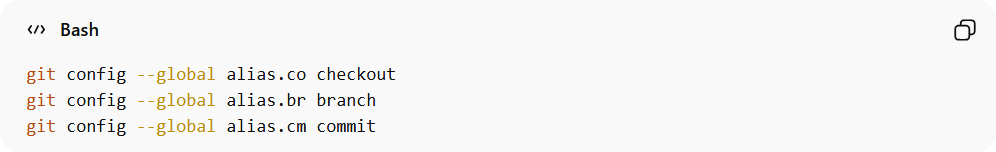 Bash
git config --global alias.co checkout
git config --global alias.br branch
git config --global alias.cm commit